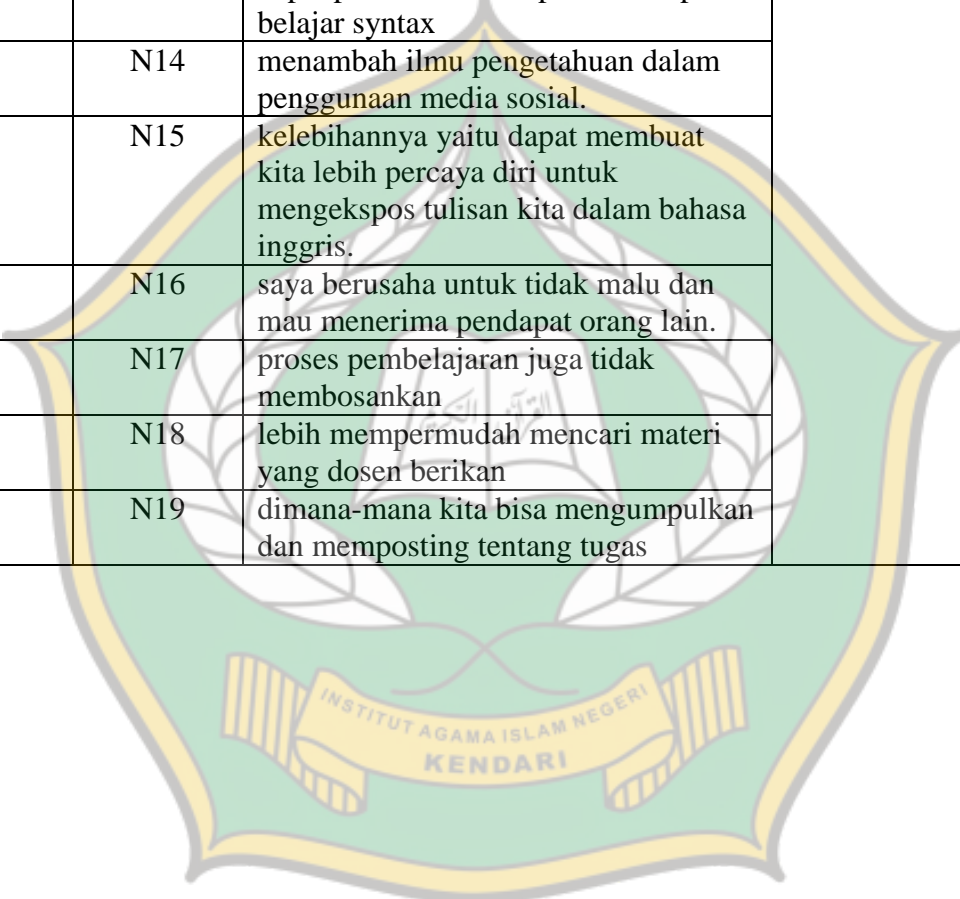 belajar syntax
N14 menambah ilmu pengetahuan dalam
penggunaan media sosial.
N15 kelebihannya yaitu dapat membuat
kita lebih percaya diri untuk
mengekspos tulisan kita dalam bahasa
inggris.
N16 saya berusaha untuk tidak malu dan
mau menerima pendapat orang lain.
N17 proses pembelajaran juga tidak
membosankan
القرآن الكريم
N18 lebih mempermudah mencari materi
yang dosen berikan
N19 dimana-mana kita bisa mengumpulkan
dan memposting tentang tugas
INSTITUT AGAMA ISLAM NEGERI
KENDARI